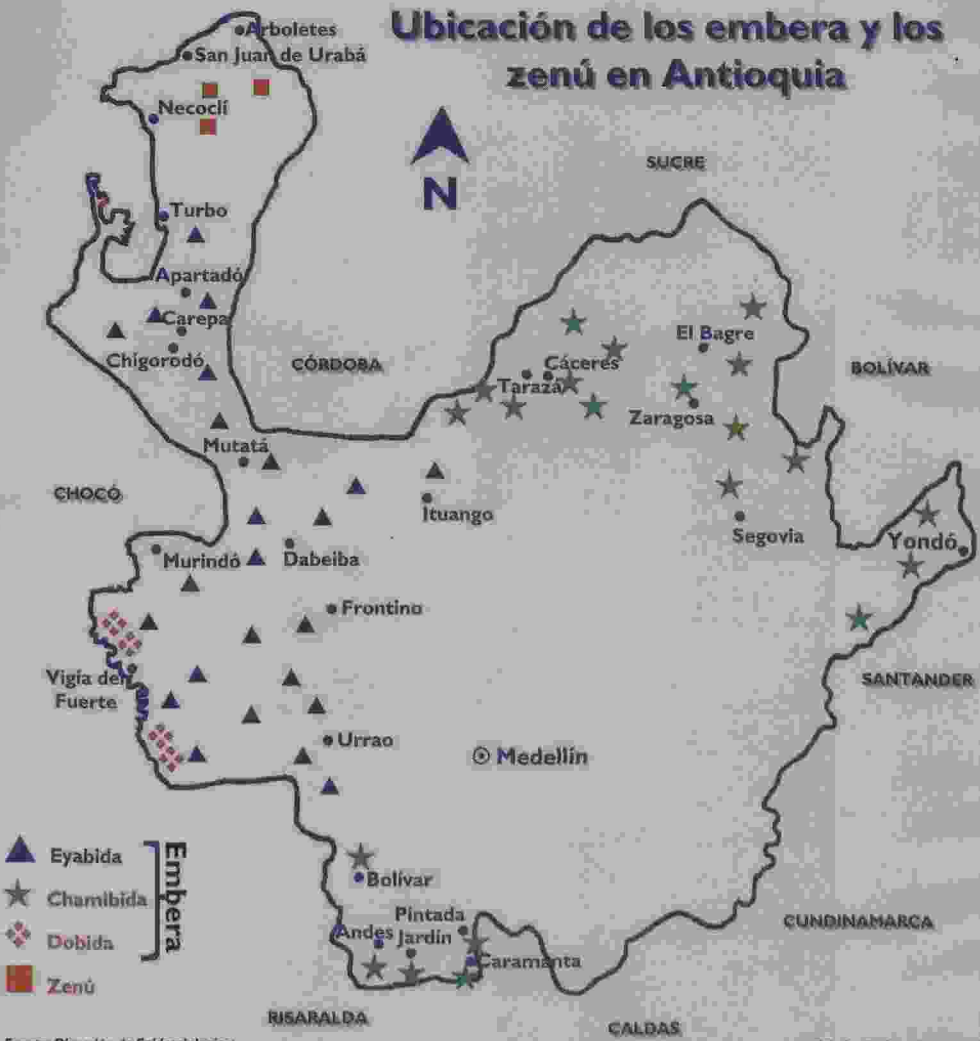 Ubicación de los embera y los
zenú en Antioquia
Arboletes
San Juan de Urabá
Necoclí
N
SUCRE
Turbo
Apartadó
Carepa
Chigorodó
CÓRDOBA
El Bagre
Cáceres
Tarazá
BOLÍVAR
Zaragosa
Mutatá
CHOCÓ
Ituango
Segovia
Yondó
Murindó
Dabeiba
Frontino
Vigía del
Fuerte
SANTANDER
Urrao
Medellín
Eyabida
Chamibida
Dobida
Embera
Zenú
Bolívar
Pintada
Andes
Jardín
Caramanta
CUNDINAMARCA
RISARALDA
CALDAS